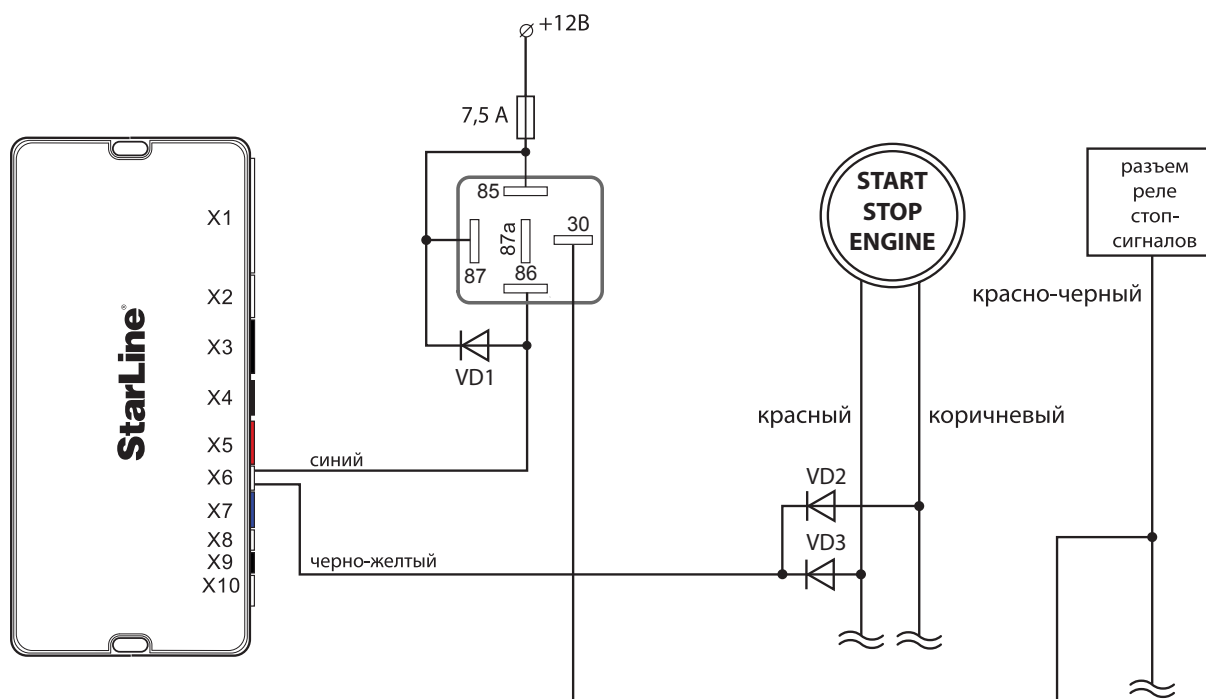 +12В
7,5 А
85
87a
30
87
86
VD1
StarLine®
X1
X2
X3
X4
X5
X6
X7
X8
X9
X10
синий
черно-желтый
START
STOP
ENGINE
красный
коричневый
VD2
VD3
разъем
реле
стоп-
сигналов
красно-черный